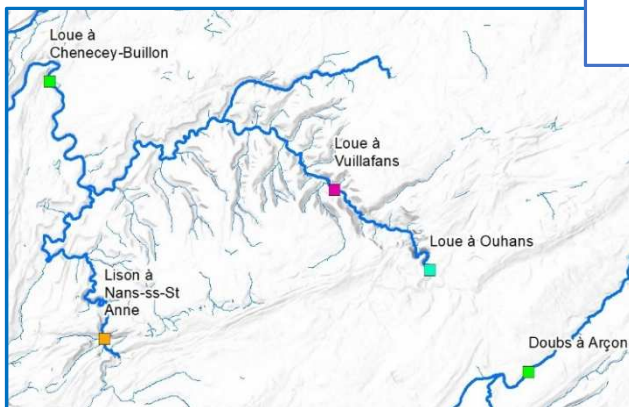 Loue à
Chenecey-Buillon
Loue à
Vuillafans
Loue à Ouhans
Lison à
Nans-ss-St
Anne
Doubs à Arçon